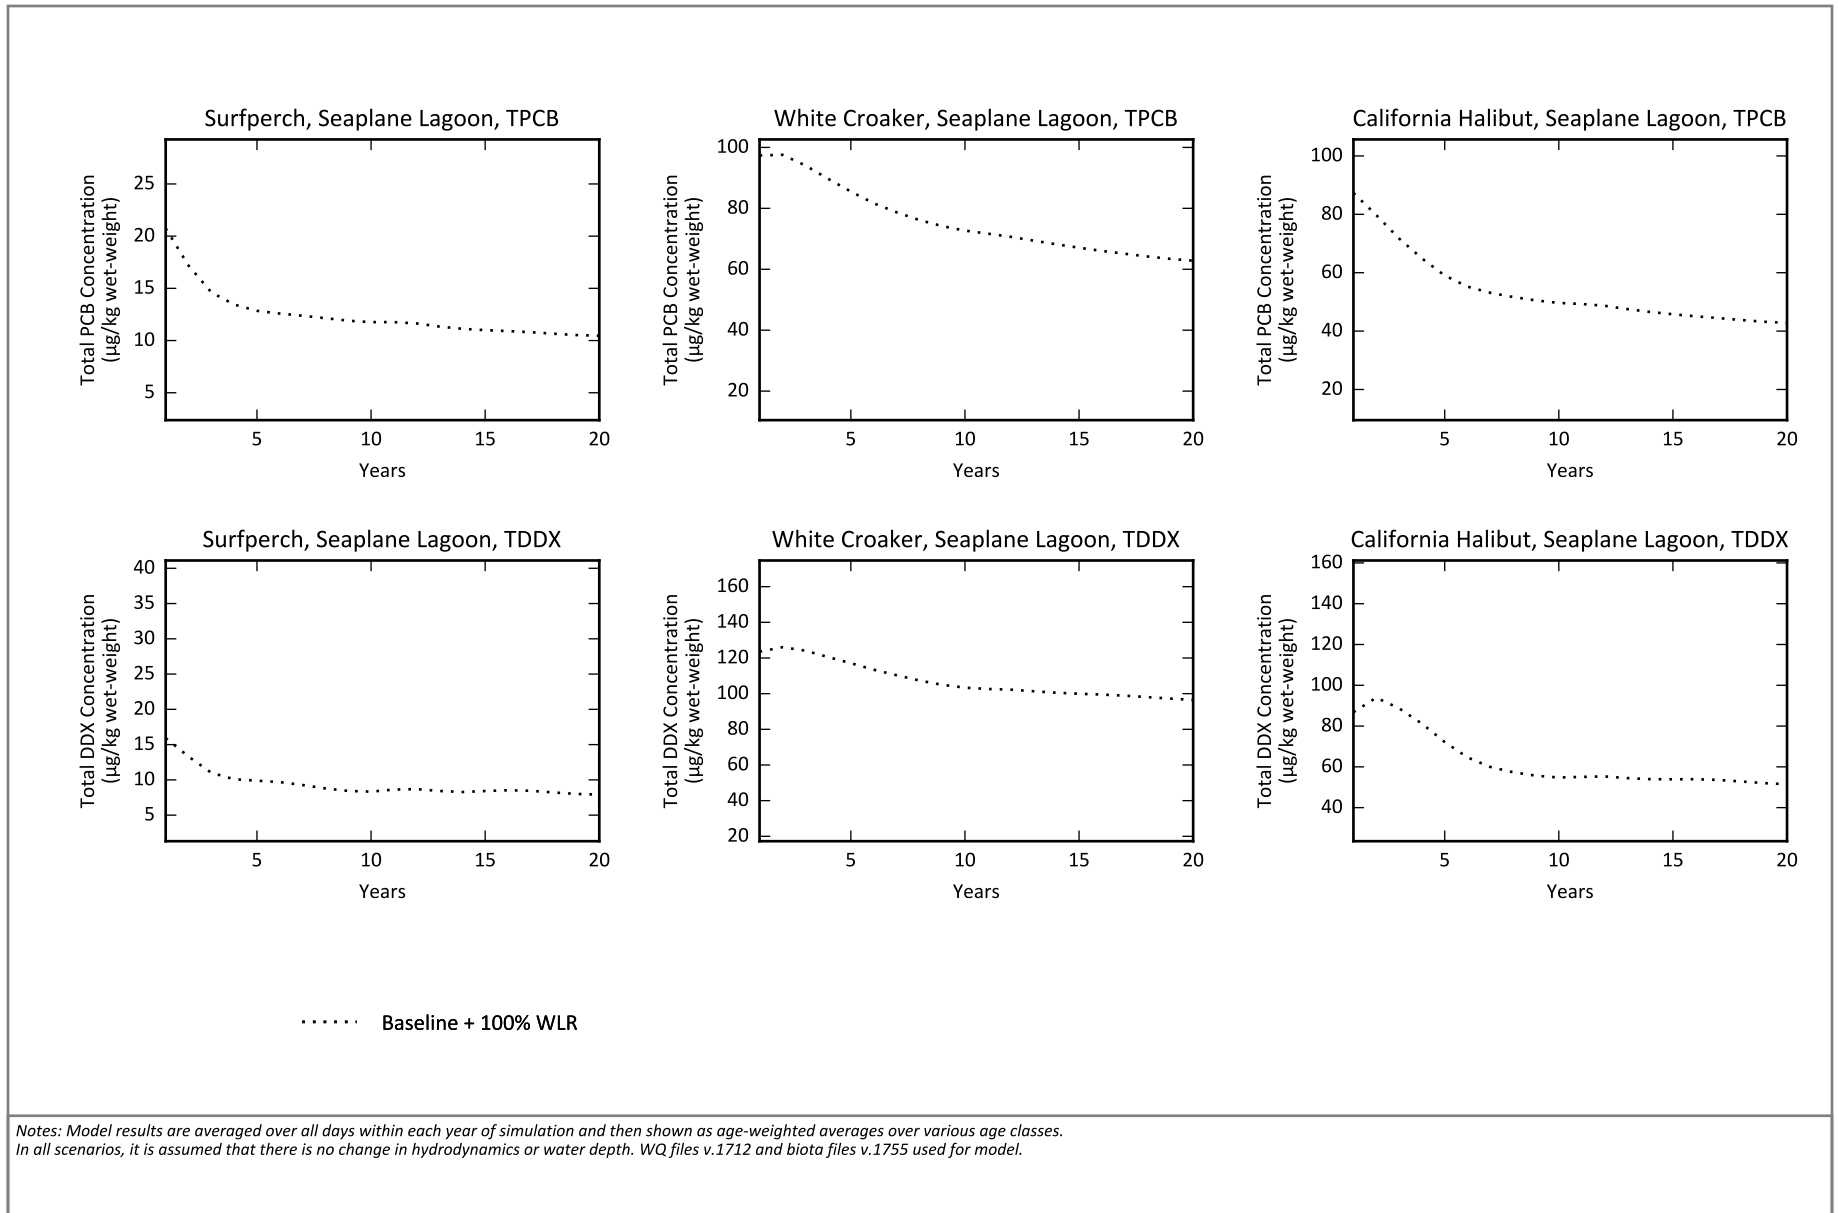 Surfperch, Seaplane Lagoon, TPCB
Total PCB Concentration
(µg/kg wet-weight)
25
20
15
10
5
5 10 15 20
Years
White Croaker, Seaplane Lagoon, TPCB
Total PCB Concentration
(µg/kg wet-weight)
100
80
60
40
20
5 10 15 20
Years
California Halibut, Seaplane Lagoon, TPCB
Total PCB Concentration
(µg/kg wet-weight)
100
80
60
40
20
5 10 15 20
Years
Surfperch, Seaplane Lagoon, TDDX
Total DDX Concentration
(µg/kg wet-weight)
40
35
30
25
20
15
10
5
5 10 15 20
Years
White Croaker, Seaplane Lagoon, TDDX
Total DDX Concentration
(µg/kg wet-weight)
160
140
120
100
80
60
40
20
5 10 15 20
Years
California Halibut, Seaplane Lagoon, TDDX
Total DDX Concentration
(µg/kg wet-weight)
160
140
120
100
80
60
40
5 10 15 20
Years
Baseline + 100% WLR
Notes: Model results are averaged over all days within each year of simulation and then shown as age-weighted averages over various age classes.
In all scenarios, it is assumed that there is no change in hydrodynamics or water depth. WQ files v.1712 and biota files v.1755 used for model.